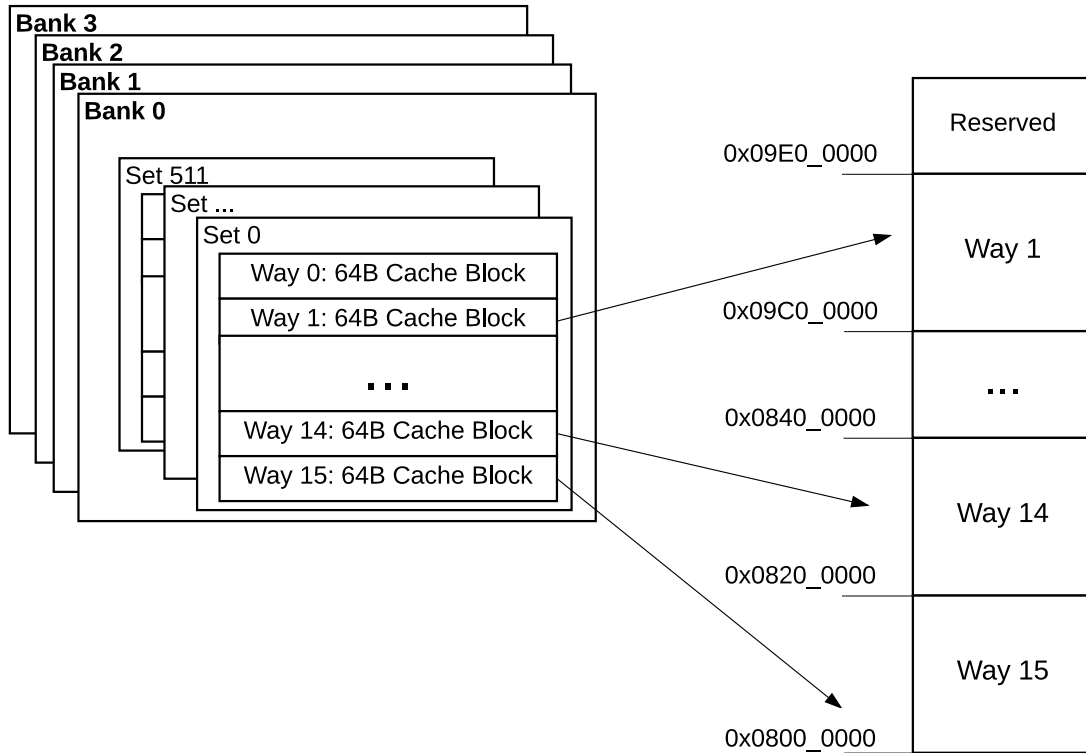 Bank 3
Bank 2
Bank 1
Bank 0
Set 511
Set ...
Set 0
Way 0: 64B Cache Block
Way 1: 64B Cache Block
...
Way 14: 64B Cache Block
Way 15: 64B Cache Block
Reserved
0x09E0_0000
Way 1
0x09C0_0000
...
0x0840_0000
Way 14
0x0820_0000
Way 15
0x0800_0000